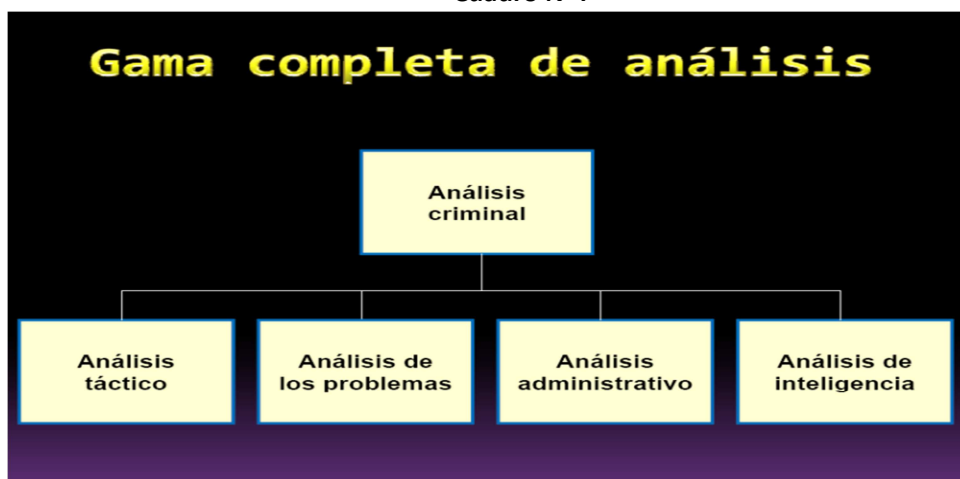 Gama completa de análisis
Análisis
criminal
Análisis
táctico
Análisis de
los problemas
Análisis
administrativo
Análisis de
inteligencia